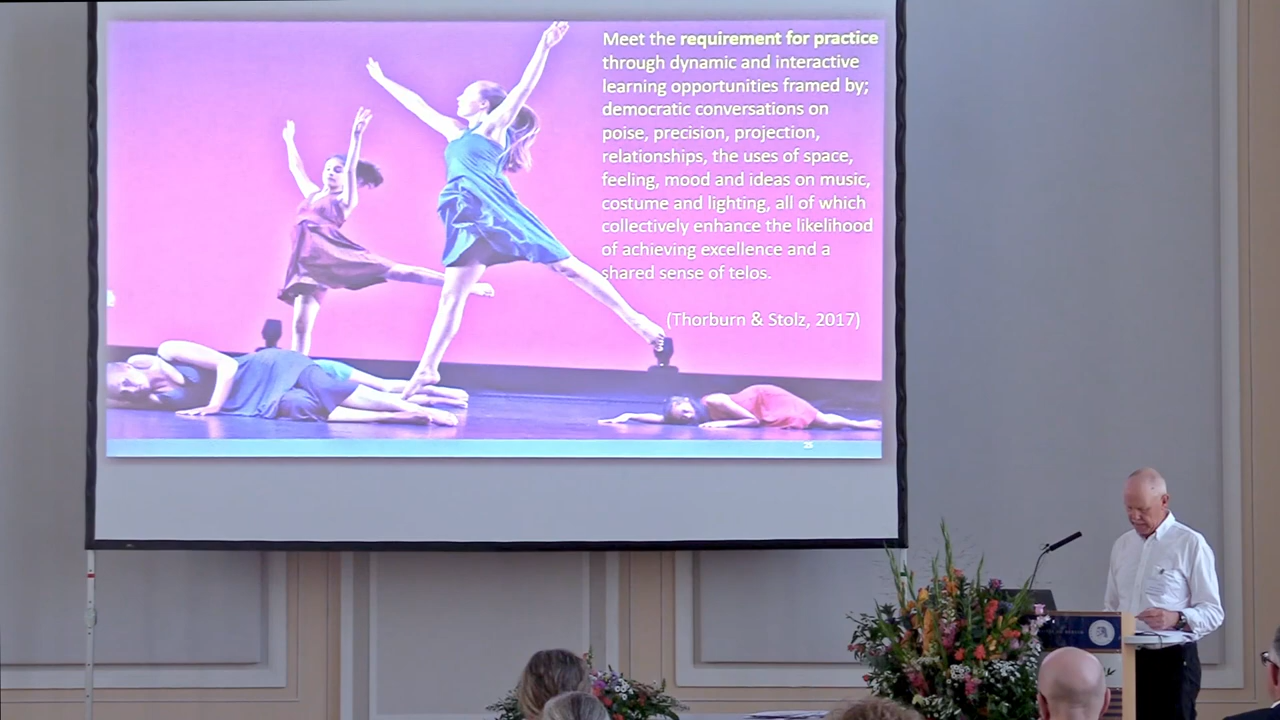 Meet the requirement for practice
through dynamic and interactive
learning opportunities framed by;
democratic conversations on
poise, precision, projection,
relationships, the uses of space,
feeling, mood and ideas on music,
costume and lighting, all of which
collectively enhance the likelihood
of achieving excellence and a
shared sense of telos.
(Thorburn & Stolz, 2017)
25